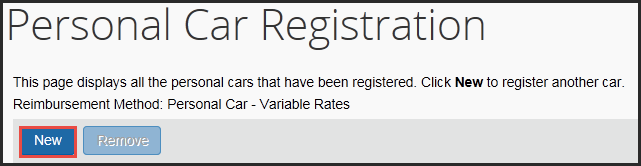 Personal Car Registration
This page displays all the personal cars that have been registered. Click New to register another car.
Reimbursement Method: Personal Car - Variable Rates
New Remove